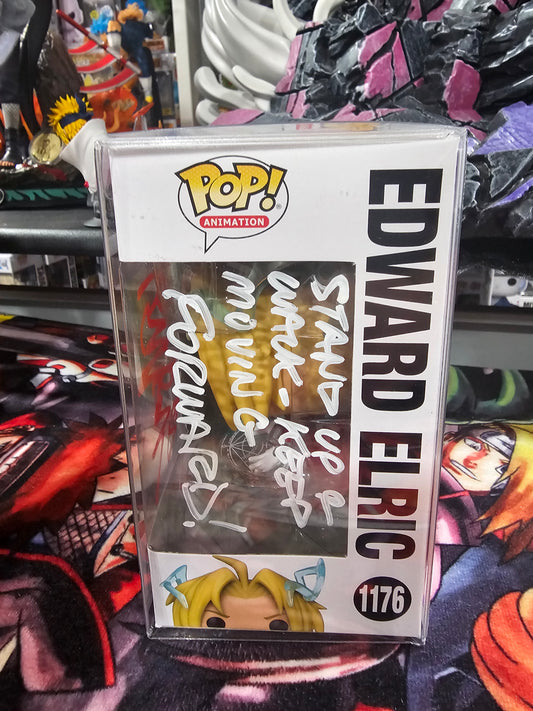 POP!
ANIMATION
EDWARD ELRIC
1176
STAND UP &
WALK - KEEP
MOVING
FORWARD!